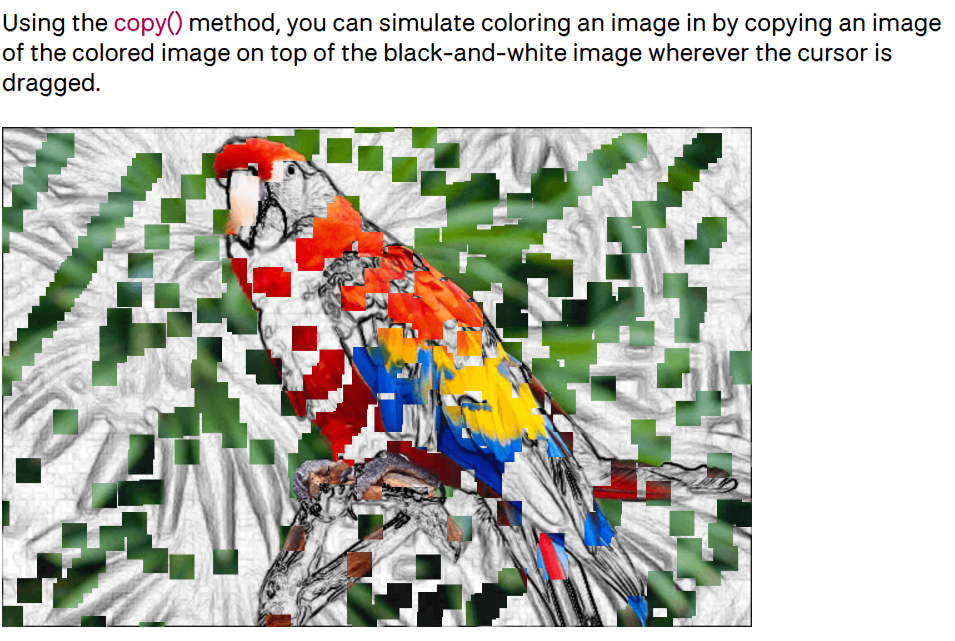 Using the copy() method, you can simulate coloring an image in by copying an image
of the colored image on top of the black-and-white image wherever the cursor is
dragged.